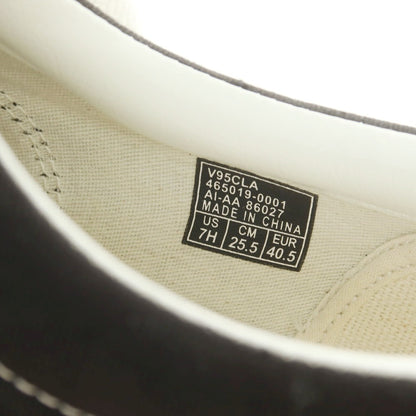 V95CLA
465019-0001
AI-AA 86027
MADE IN CHINA
US CM EUR
7H 25.5 40.5